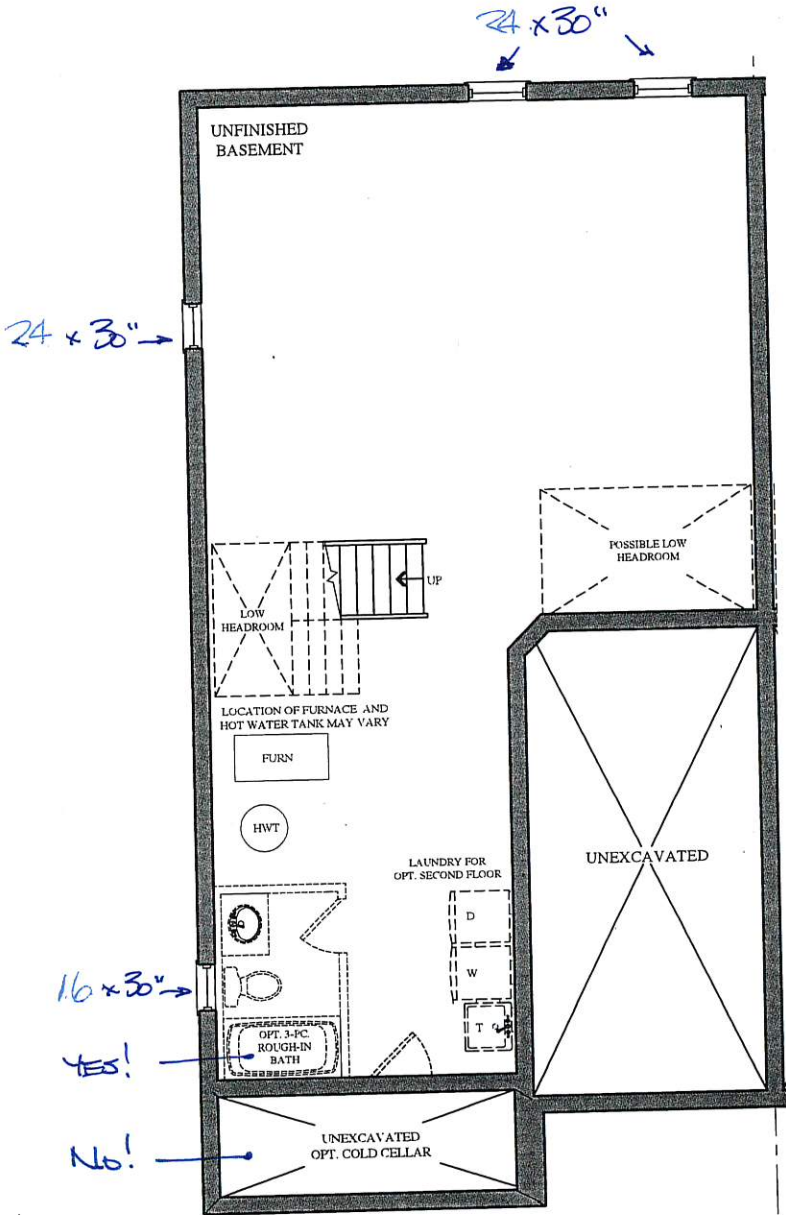 24 x 30"
UNFINISHED
BASEMENT
24 x 30"
POSSIBLE LOW
HEADROOM
UP
LOW
HEADROOM
LOCATION OF FURNACE AND
HOT WATER TANK MAY VARY
FURN
HWT
LAUNDRY FOR
OPT. SECOND FLOOR
UNEXCAVATED
D
W
16 x 30"
T
OPT. 3-PC.
ROUGH-IN
BATH
YES!
UNEXCAVATED
OPT. COLD CELLAR
No!